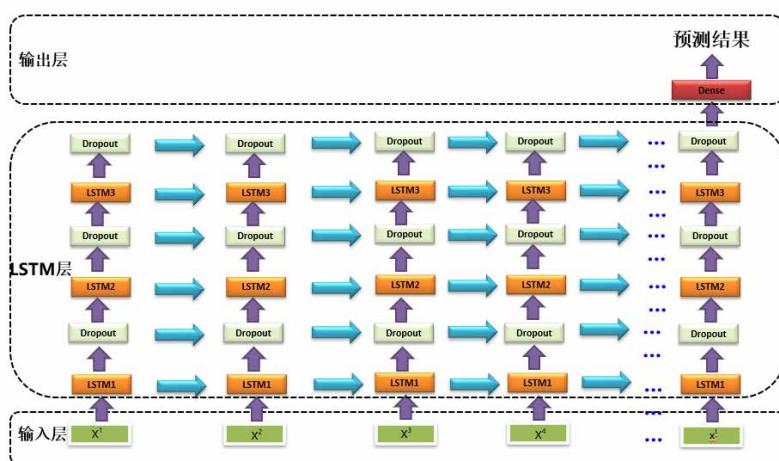 预测结果
输出层
Dense
Dropout Dropout Dropout Dropout ... Dropout
LSTM3 LSTM3 LSTM3 LSTM3 ... LSTM3
Dropout Dropout Dropout Dropout ... Dropout
LSTM层
LSTM2 LSTM2 LSTM2 LSTM2 ... LSTM2
Dropout Dropout Dropout Dropout ... Dropout
LSTM1 LSTM1 LSTM1 LSTM1 ... LSTM1
输入层
X¹ X² X³ X⁴ ... xᵗ